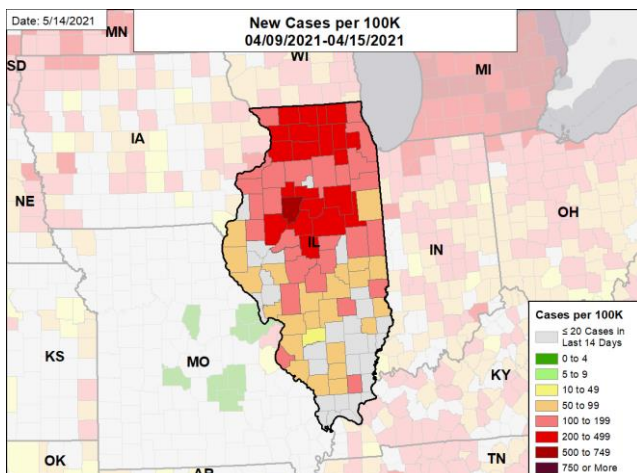 Date: 5/14/2021
New Cases per 100K
04/09/2021-04/15/2021
MN
SD
WI
MI
IA
NE
OH
IL
IN
KS
MO
KY
OK
AR
TN
Cases per 100K
≤ 20 Cases in
Last 14 Days
0 to 4
5 to 9
10 to 49
50 to 99
100 to 199
200 to 499
500 to 749
750 or More